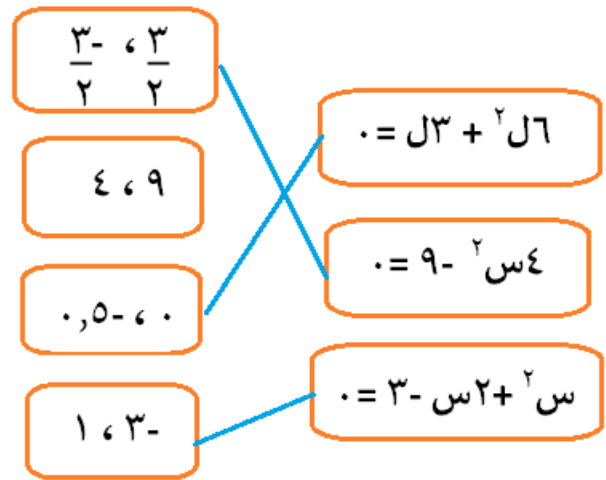 ٣/٢ ، -٣/٢
٦ل٢ + ٣ل = ٠
٩ ، ٤
٤س٢ - ٩ = ٠
٠ ، -٠,٥
س٢ + ٢س - ٣ = ٠
-٣ ، ١